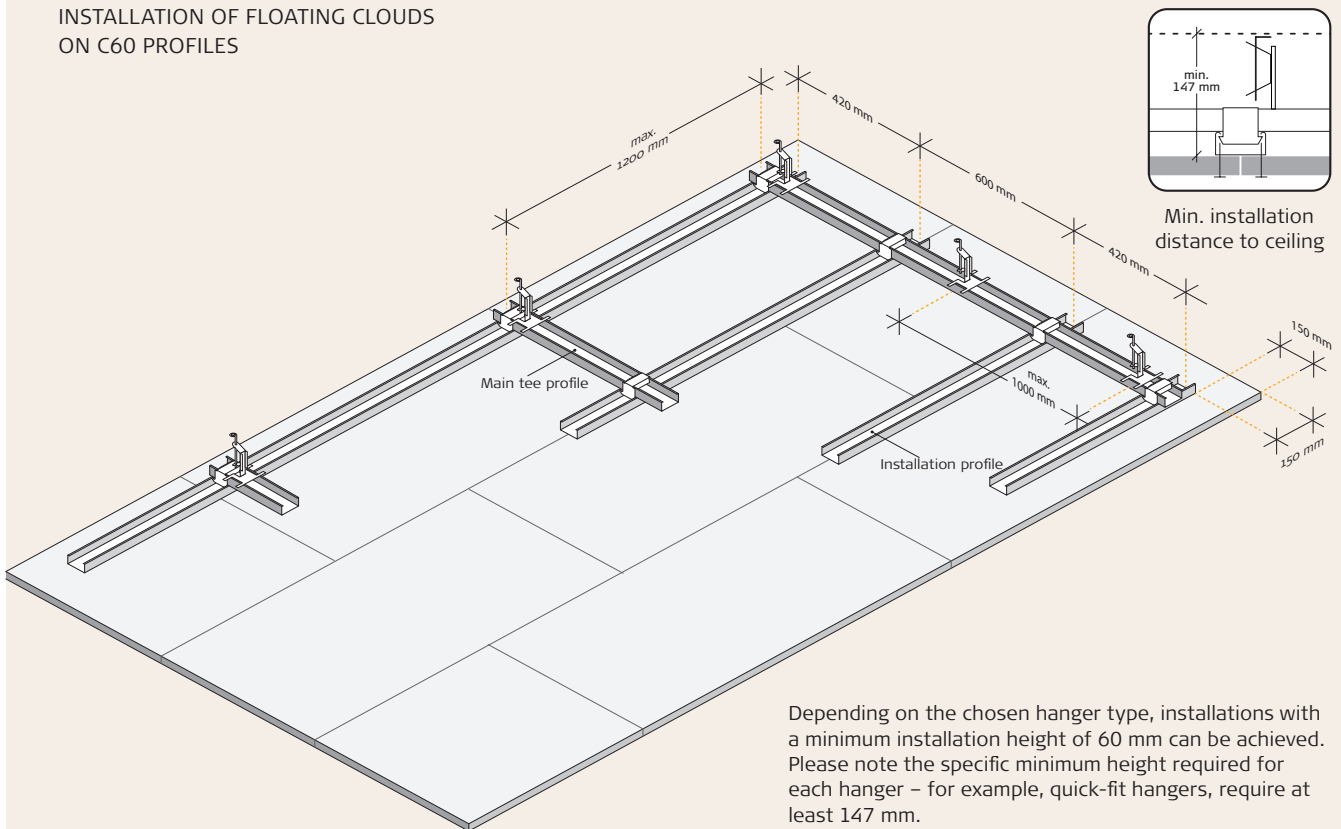 INSTALLATION OF FLOATING CLOUDS
ON C60 PROFILES
min.
147 mm
Min. installation
distance to ceiling
max.
1200 mm
420 mm
600 mm
420 mm
150 mm
150 mm
max.
1000 mm
Main tee profile
Installation profile
Depending on the chosen hanger type, installations with
a minimum installation height of 60 mm can be achieved.
Please note the specific minimum height required for
each hanger – for example, quick-fit hangers, require at
least 147 mm.